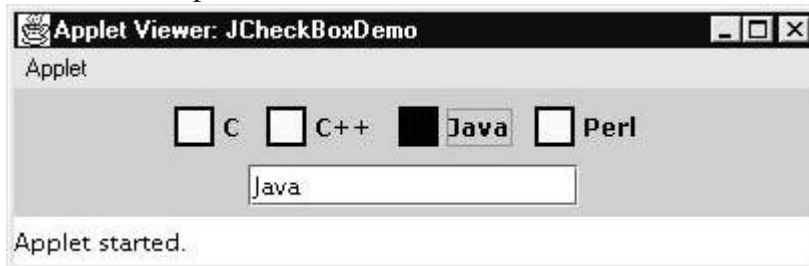 Applet Viewer: JCheckBoxDemo
Applet
C C++ Java Perl
Java
Applet started.